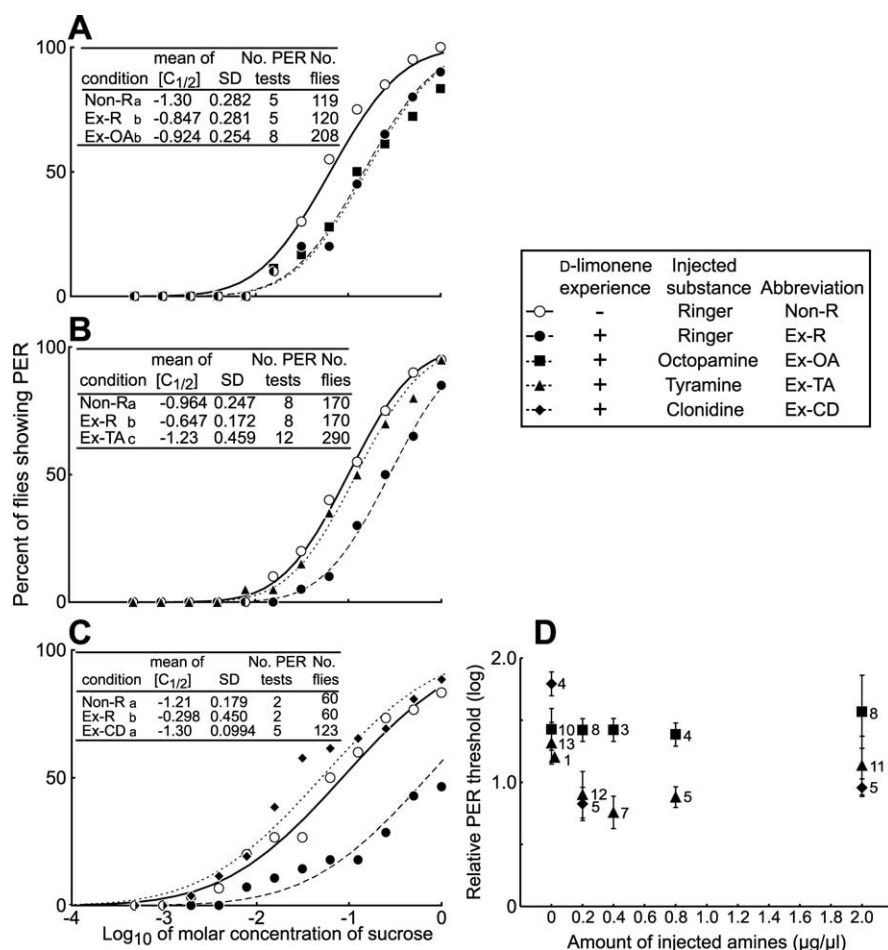 A
100
50
0
mean of No. PER No.
condition [C1/2] SD tests flies
Non-R a -1.30 0.282 5 119
Ex-R b -0.847 0.281 5 120
Ex-OA b -0.924 0.254 8 208
D-limonene Injected
experience substance Abbreviation
- Ringer Non-R
+ Ringer Ex-R
+ Octopamine Ex-OA
+ Tyramine Ex-TA
+ Clonidine Ex-CD
Percent of flies showing PER
B
100
50
0
mean of No. PER No.
condition [C1/2] SD tests flies
Non-R a -0.964 0.247 8 170
Ex-R b -0.647 0.172 8 170
Ex-TA c -1.23 0.459 12 290
C
100
50
0
mean of No. PER No.
condition [C1/2] SD tests flies
Non-R a -1.21 0.179 2 60
Ex-R b -0.298 0.450 2 60
Ex-CD a -1.30 0.0994 5 123
-4 -3 -2 -1 0
Log10 of molar concentration of sucrose
D
Relative PER threshold (log)
2.0
1.0
0
4
10 8 3 4 8
13 1 12 5 7 5 11 5
0 0.2 0.4 0.6 0.8 1.0 1.2 1.4 1.6 1.8 2.0
Amount of injected amines (µg/µl)